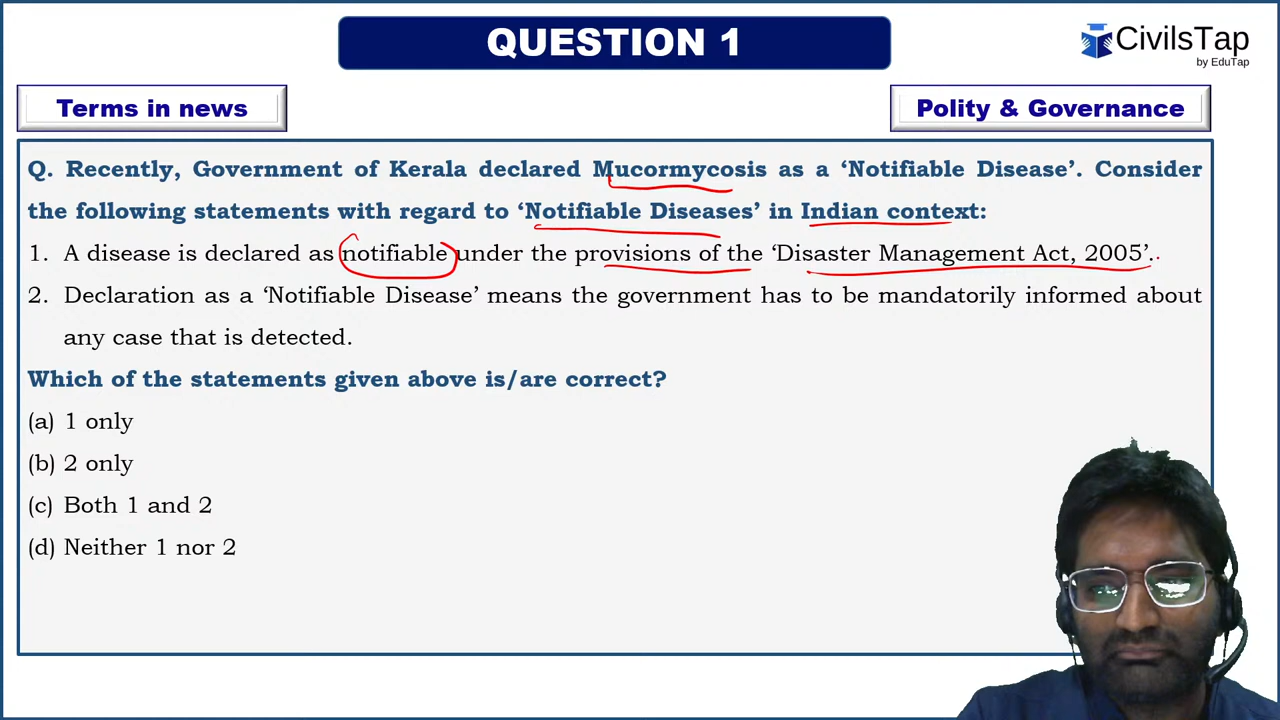 QUESTION 1
CivilsTap
by EduTap
Terms in news
Polity & Governance
Q. Recently, Government of Kerala declared Mucormycosis as a ‘Notifiable Disease’. Consider
the following statements with regard to ‘Notifiable Diseases’ in Indian context:
1. A disease is declared as notifiable under the provisions of the ‘Disaster Management Act, 2005’.
2. Declaration as a ‘Notifiable Disease’ means the government has to be mandatorily informed about
any case that is detected.
Which of the statements given above is/are correct?
(a) 1 only
(b) 2 only
(c) Both 1 and 2
(d) Neither 1 nor 2